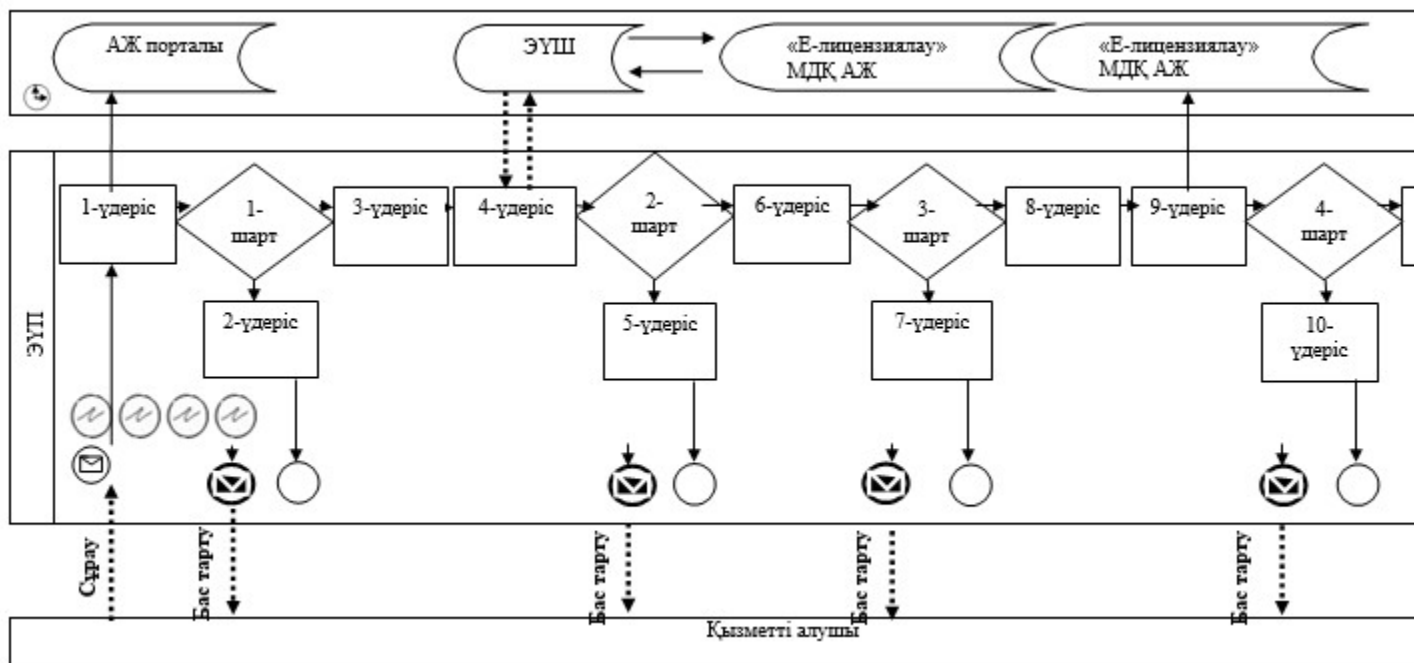 АЖ порталы
ЭҮШ
«Е-лицензиялау»
МДҚ АЖ
«Е-лицензиялау»
МДҚ АЖ
ЭҮП
1-үдеріс
1-
шарт
3-үдеріс
4-үдеріс
2-
шарт
6-үдеріс
3-
шарт
8-үдеріс
9-үдеріс
4-
шарт
2-үдеріс
5-үдеріс
7-үдеріс
10-
үдеріс
Сұрау
Бас тарту
Бас тарту
Бас тарту
Бас тарту
Қызметті алушы